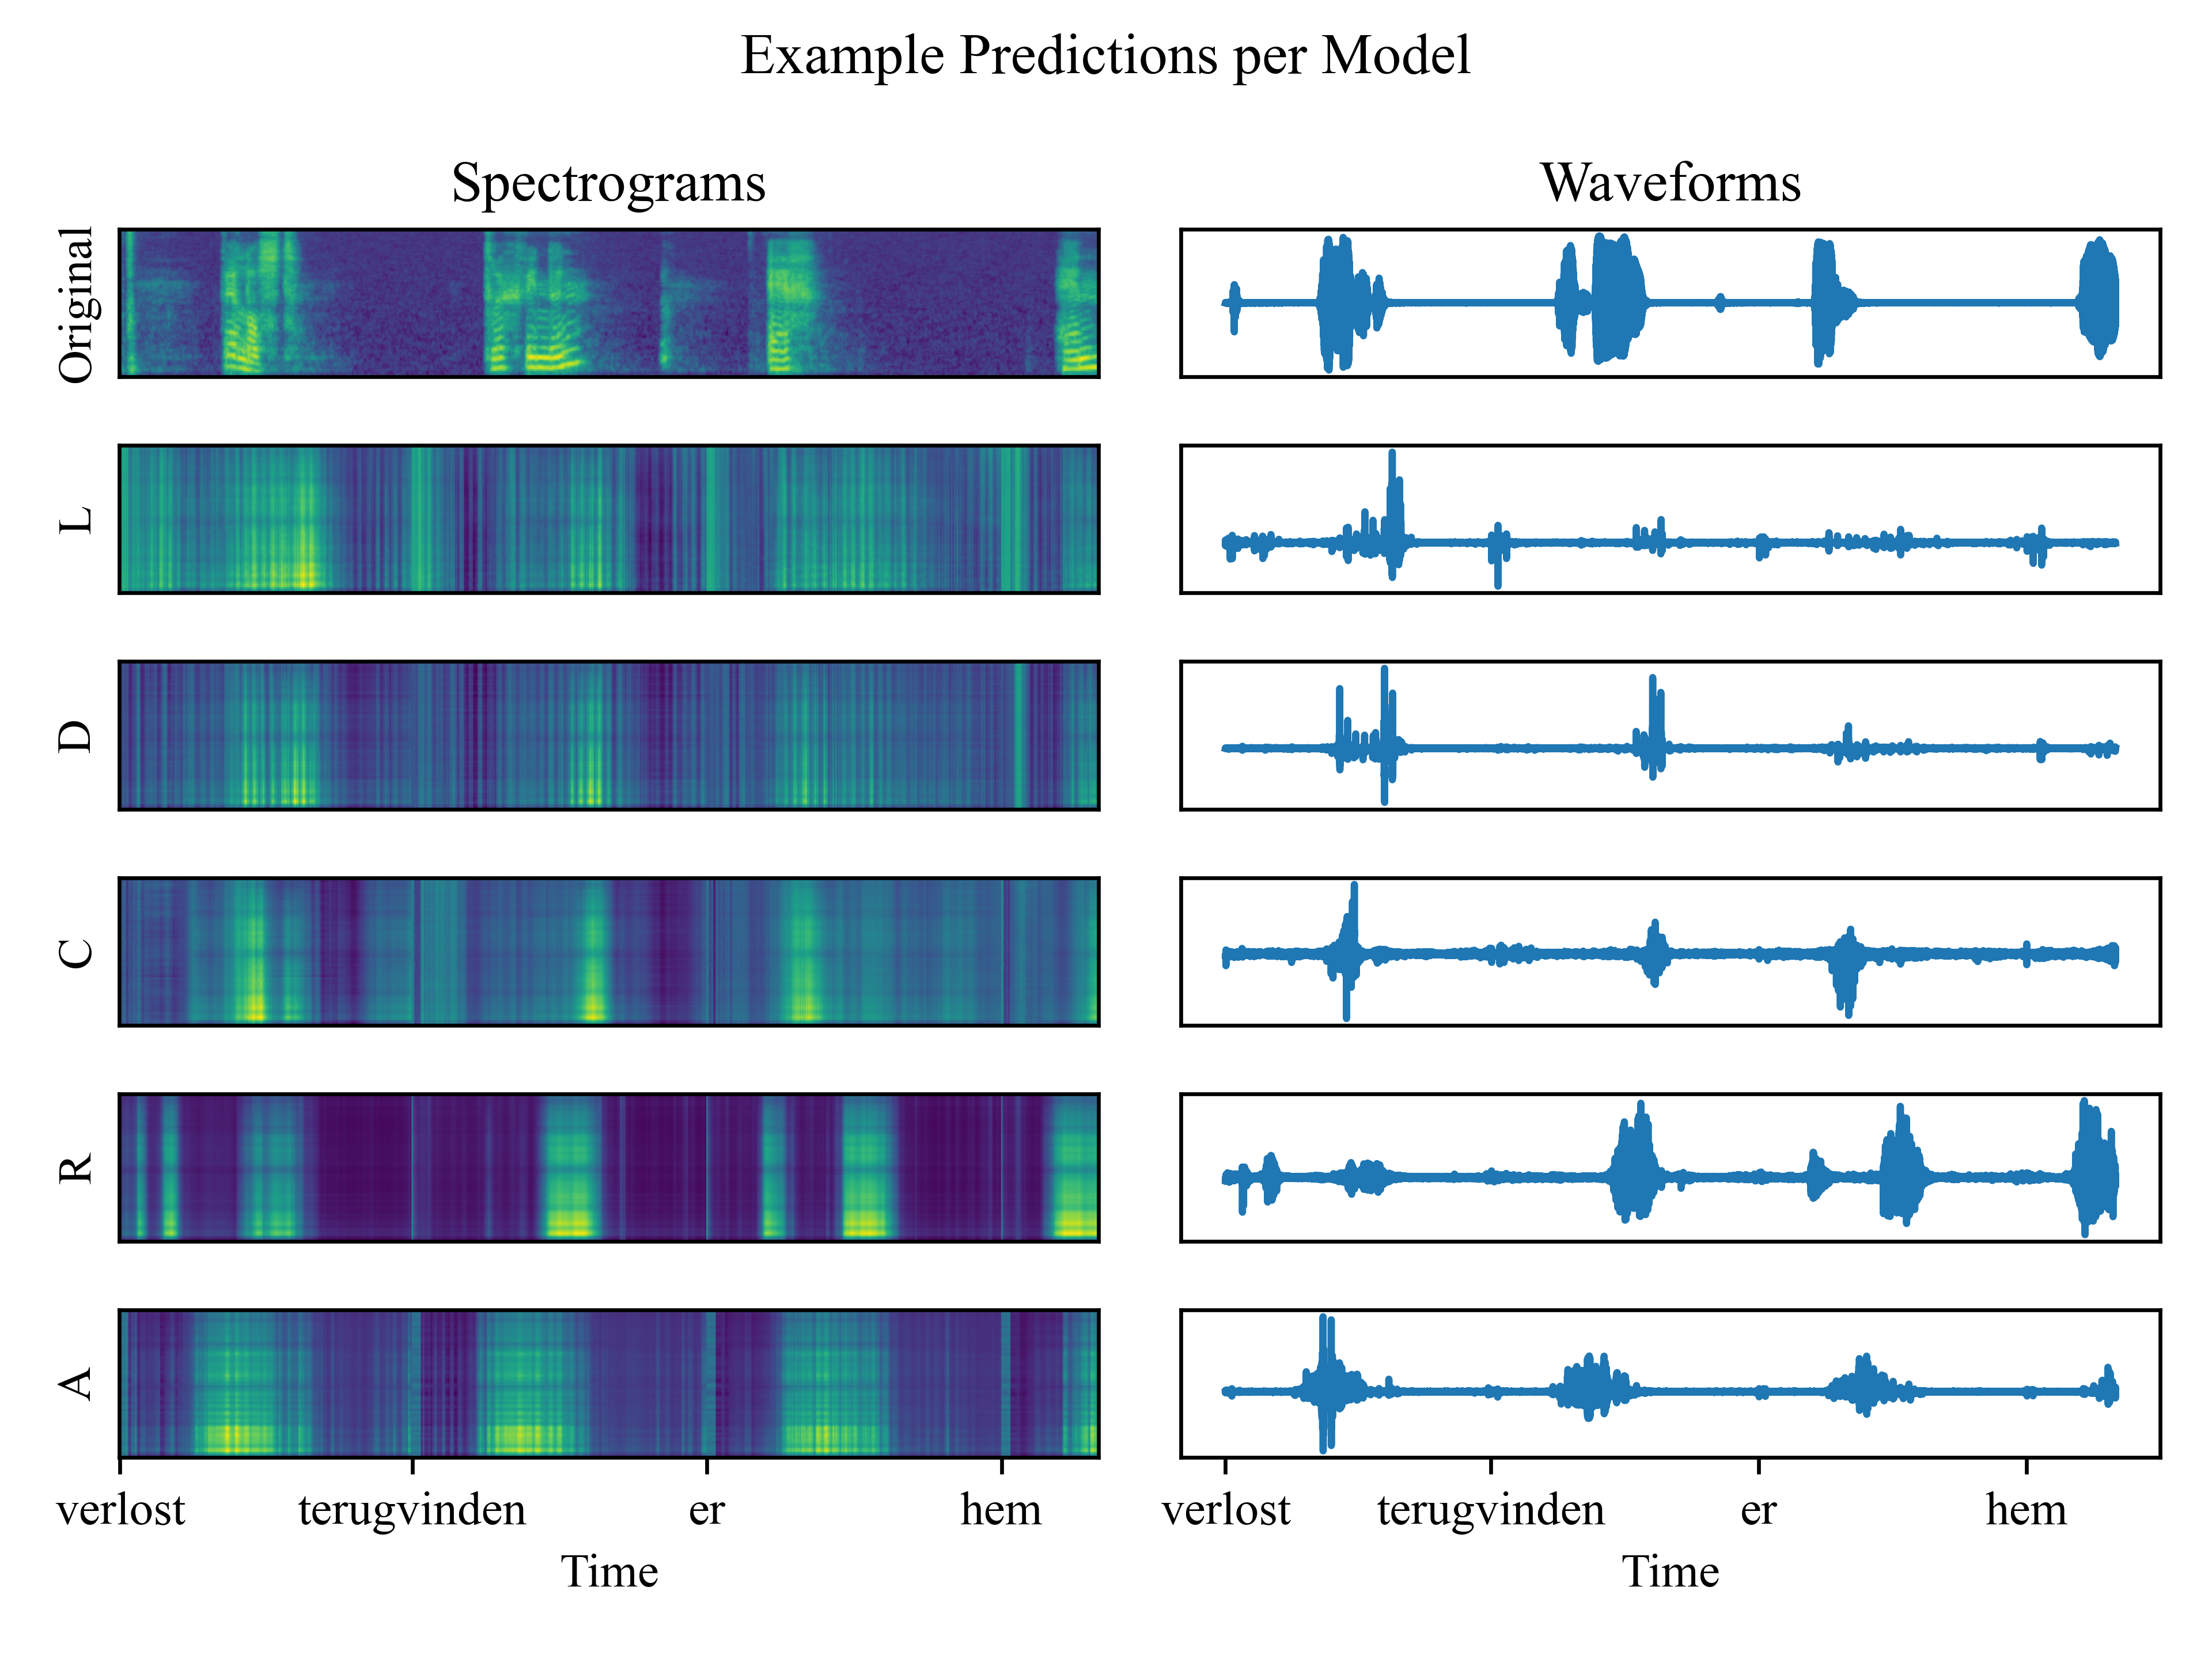 Example Predictions per Model
Spectrograms
Waveforms
Original
L
D
C
R
A
verlost terugvinden er hem
Time
verlost terugvinden er hem
Time